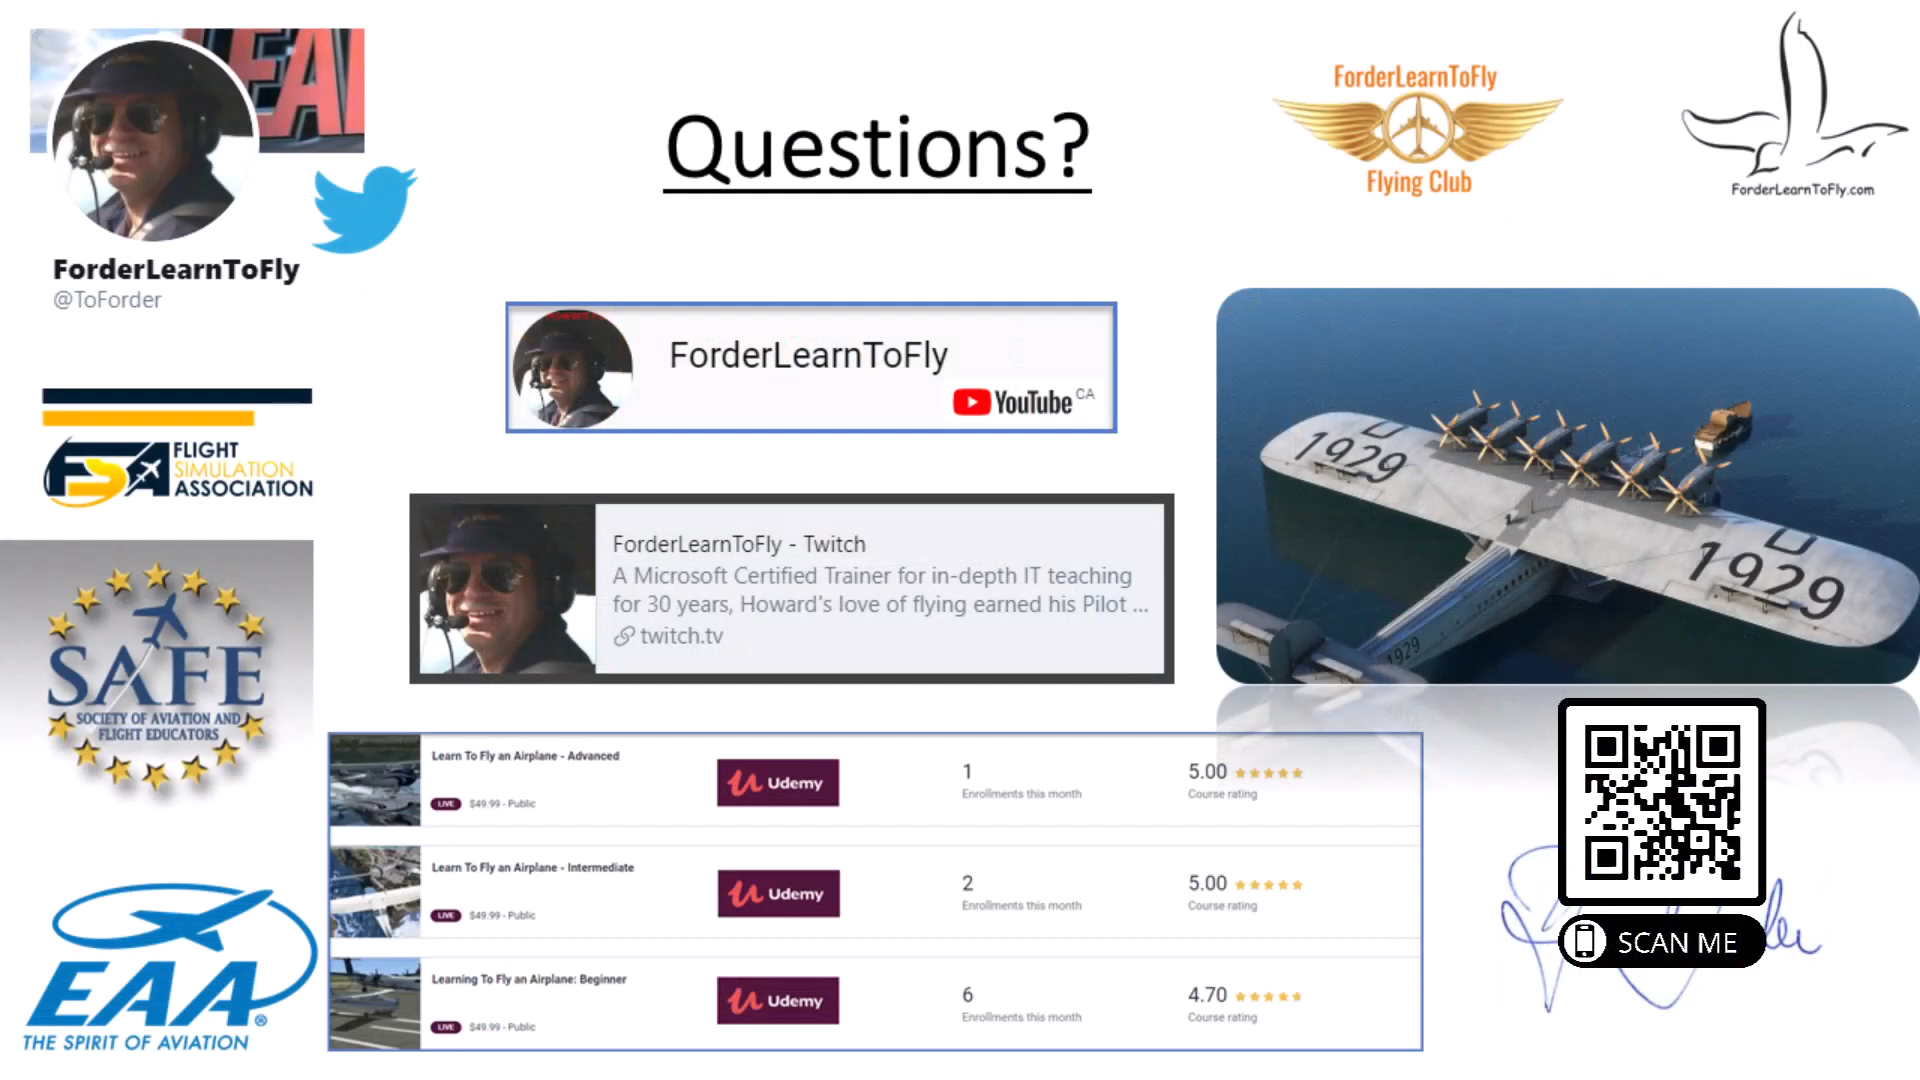 LEA
ForderLearnToFly
@ToForder
Questions?
ForderLearnToFly
Flying Club
ForderLearnToFly.com
ForderLearnToFly
YouTube CA
FSA
FLIGHT
SIMULATION
ASSOCIATION
ForderLearnToFly - Twitch
A Microsoft Certified Trainer for in-depth IT teaching
for 30 years, Howard's love of flying earned his Pilot ...
twitch.tv
D 1929
D 1929
1929
SAFE
SOCIETY OF AVIATION AND
FLIGHT EDUCATORS
Learn To Fly an Airplane - Advanced
LIVE $49.99 - Public
Udemy
1
Enrollments this month
5.00
Course rating
Learn To Fly an Airplane - Intermediate
LIVE $49.99 - Public
Udemy
2
Enrollments this month
5.00
Course rating
Learning To Fly an Airplane: Beginner
LIVE $49.99 - Public
Udemy
6
Enrollments this month
4.70
Course rating
SCAN ME
EAA®
THE SPIRIT OF AVIATION